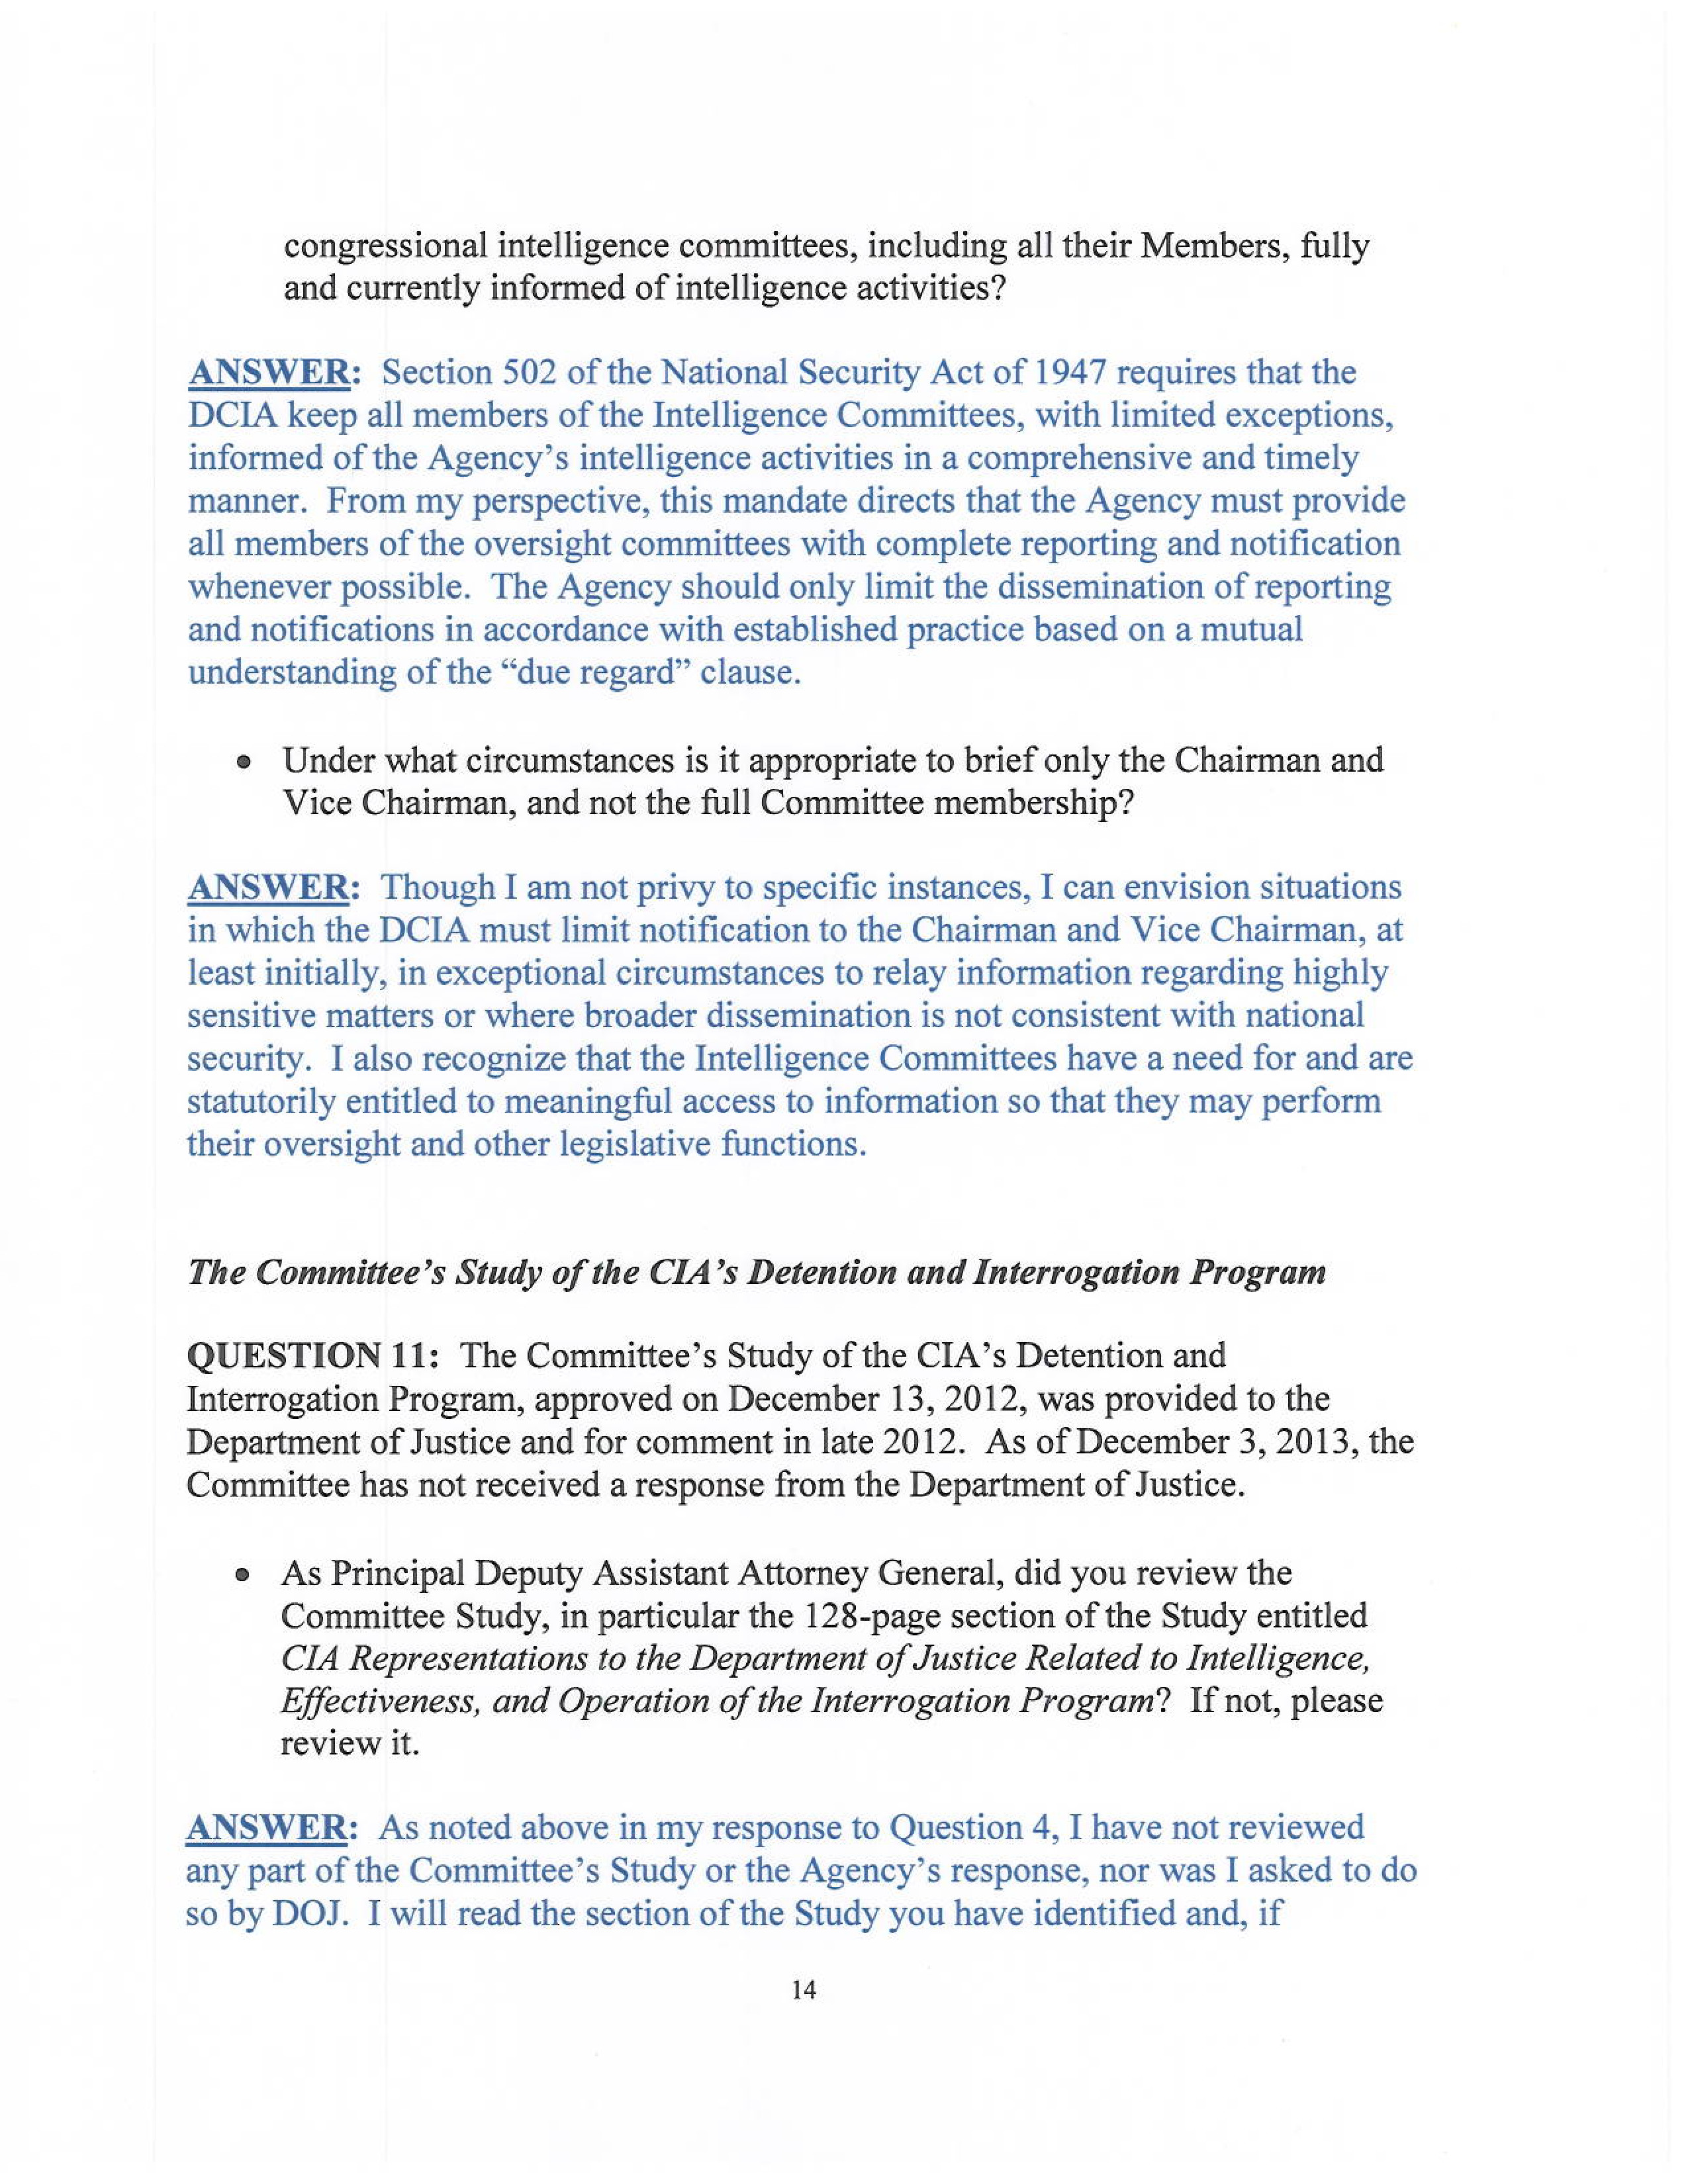 congressional intelligence committees, including all their Members, fully
and currently informed of intelligence activities?
ANSWER: Section 502 of the National Security Act of 1947 requires that the
DCIA keep all members of the Intelligence Committees, with limited exceptions,
informed of the Agency's intelligence activities in a comprehensive and timely
manner. From my perspective, this mandate directs that the Agency must provide
all members of the oversight committees with complete reporting and notification
whenever possible. The Agency should only limit the dissemination of reporting
and notifications in accordance with established practice based on a mutual
understanding of the “due regard” clause.
• Under what circumstances is it appropriate to brief only the Chairman and
Vice Chairman, and not the full Committee membership?
ANSWER: Though I am not privy to specific instances, I can envision situations
in which the DCIA must limit notification to the Chairman and Vice Chairman, at
least initially, in exceptional circumstances to relay information regarding highly
sensitive matters or where broader dissemination is not consistent with national
security. I also recognize that the Intelligence Committees have a need for and are
statutorily entitled to meaningful access to information so that they may perform
their oversight and other legislative functions.
The Committee's Study of the CIA's Detention and Interrogation Program
QUESTION 11: The Committee's Study of the CIA's Detention and
Interrogation Program, approved on December 13, 2012, was provided to the
Department of Justice and for comment in late 2012. As of December 3, 2013, the
Committee has not received a response from the Department of Justice.
• As Principal Deputy Assistant Attorney General, did you review the
Committee Study, in particular the 128-page section of the Study entitled
CIA Representations to the Department of Justice Related to Intelligence,
Effectiveness, and Operation of the Interrogation Program? If not, please
review it.
ANSWER: As noted above in my response to Question 4, I have not reviewed
any part of the Committee's Study or the Agency's response, nor was I asked to do
so by DOJ. I will read the section of the Study you have identified and, if
14